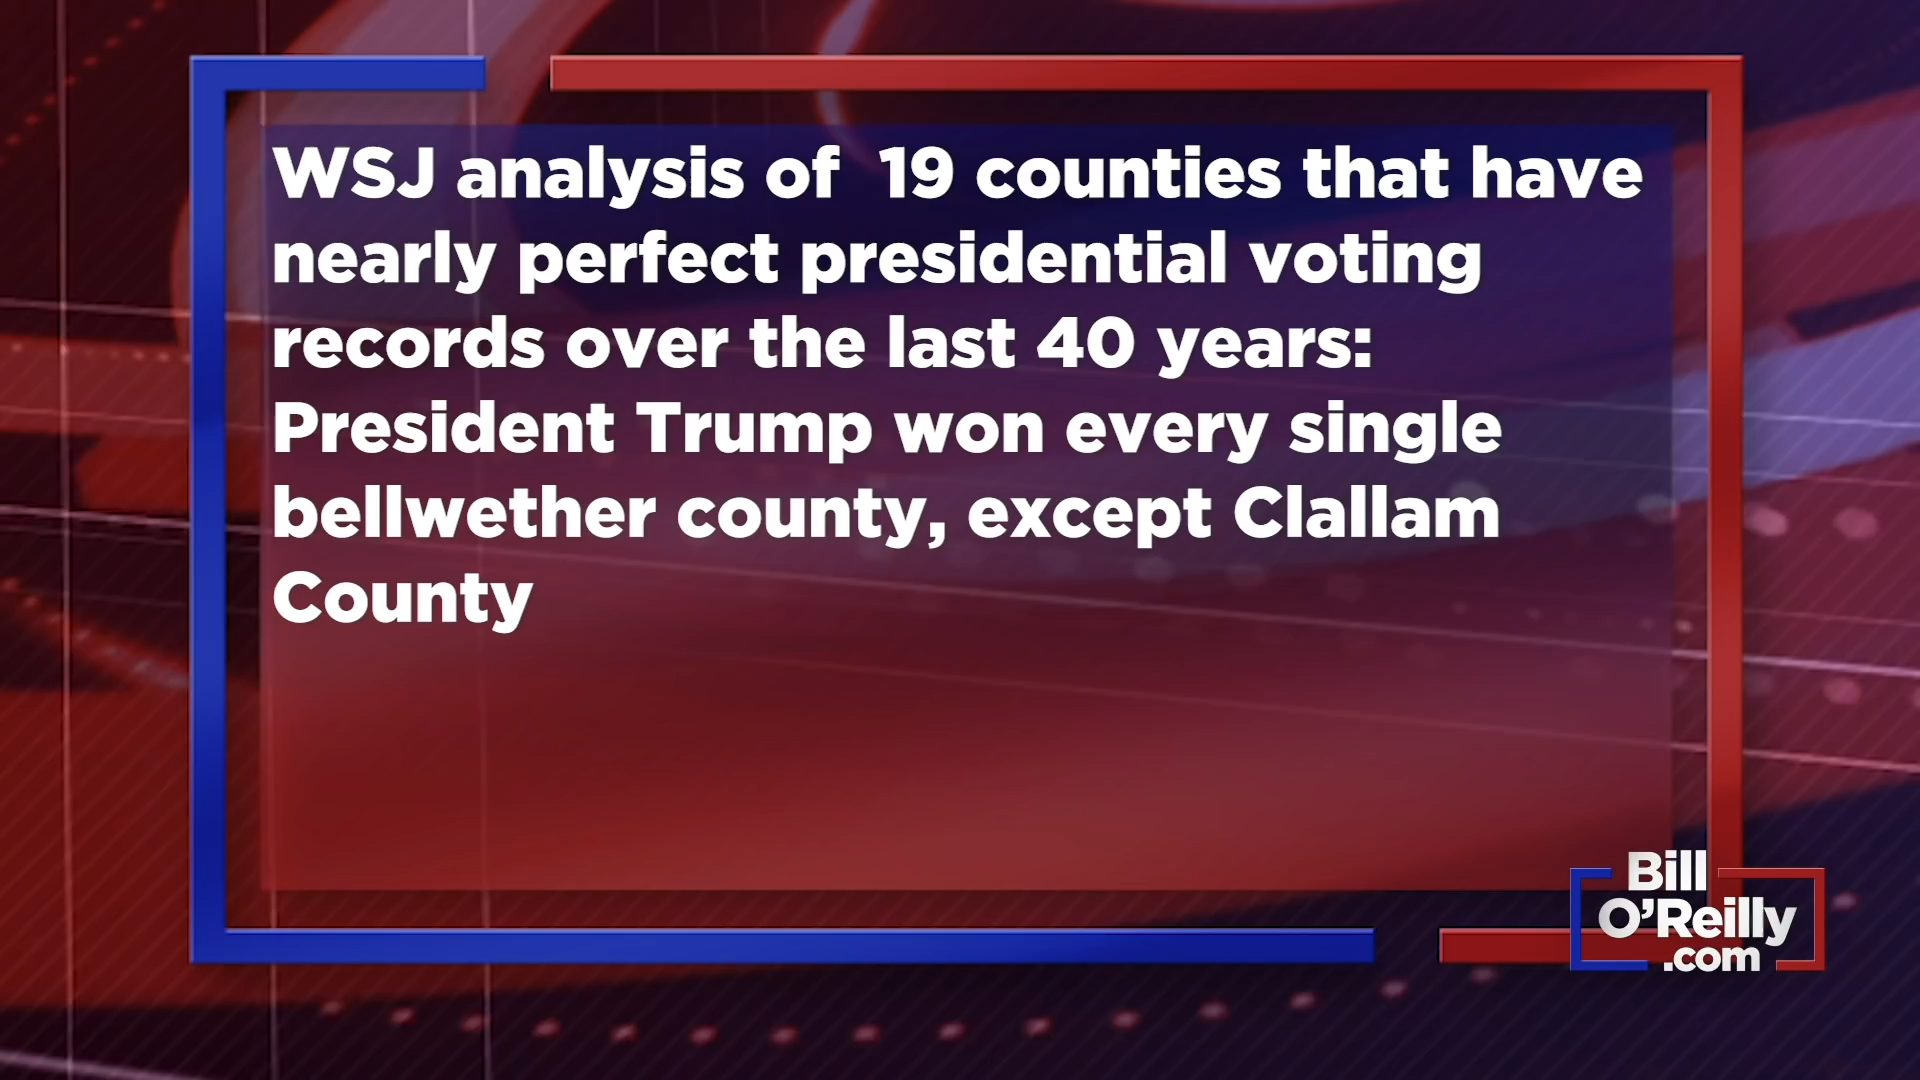 WSJ analysis of  19 counties that have
nearly perfect presidential voting
records over the last 40 years:
President Trump won every single
bellwether county, except Clallam
County
Bill
O'Reilly
.com